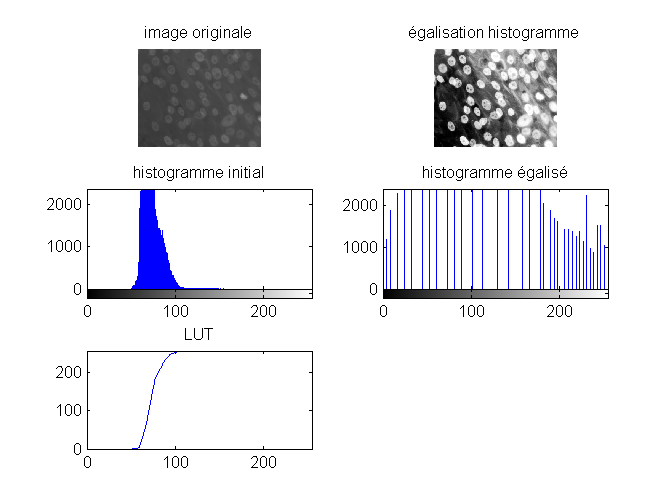 image originale
égalisation histogramme
histogramme initial
histogramme égalisé
2000
1000
0
0 100 200
2000
1000
0
0 200
LUT
200
100
0
0 100 200